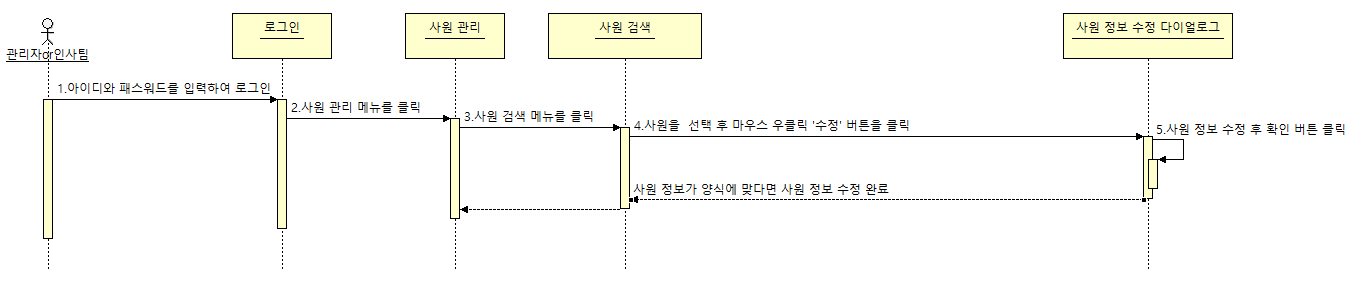 관리자or인사팀
로그인
사원 관리
사원 검색
사원 정보 수정 다이얼로그
1.아이디와 패스워드를 입력하여 로그인
2.사원 관리 메뉴를 클릭
3.사원 검색 메뉴를 클릭
4.사원을  선택 후 마우스 우클릭 '수정' 버튼을 클릭
5.사원 정보 수정 후 확인 버튼 클릭
사원 정보가 양식에 맞다면 사원 정보 수정 완료